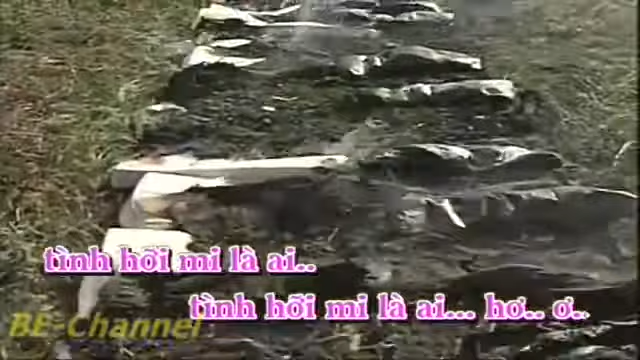 tình hỡi mi là ai..
tình hỡi mi là ai... hơ.. ơ..
BE-Channel